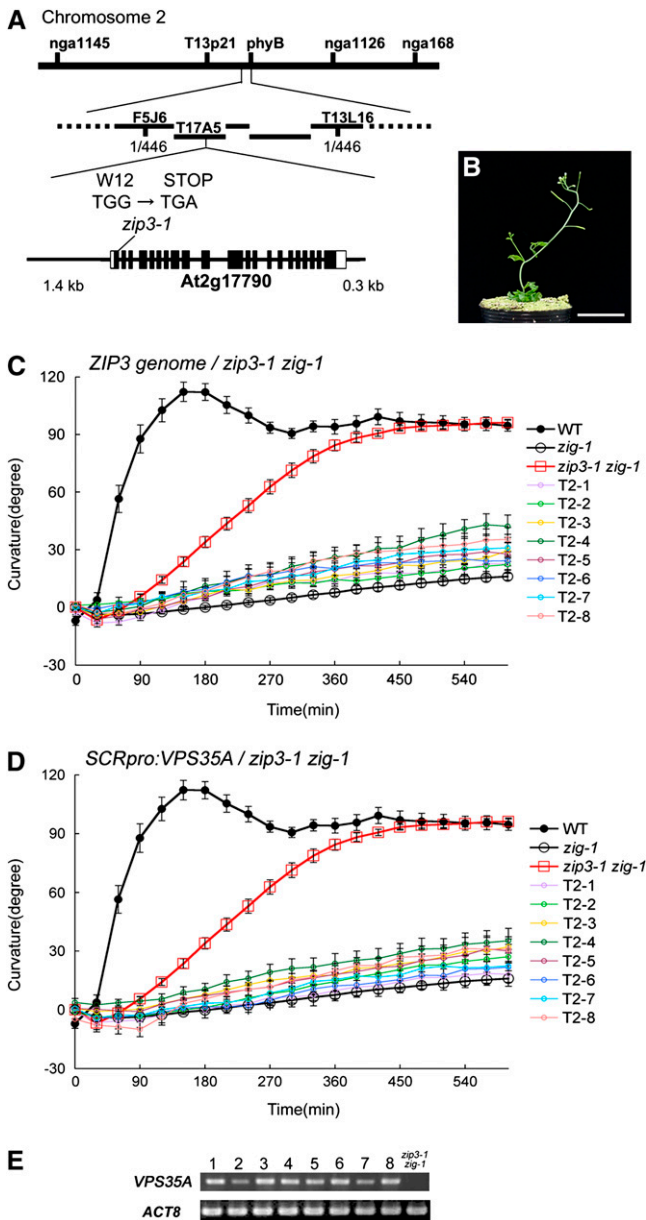 A Chromosome 2
nga1145 T13p21 phyB nga1126 nga168
F5J6 T13L16
T17A5
1/446 1/446
W12 STOP
TGG → TGA
zip3-1
At2g17790
1.4 kb 0.3 kb
B
C ZIP3 genome / zip3-1 zig-1
120
90
60
30
0
-30
Curvature(degree)
0 90 180 270 360 450 540
Time(min)
WT
zig-1
zip3-1 zig-1
T2-1
T2-2
T2-3
T2-4
T2-5
T2-6
T2-7
T2-8
D SCRpro:VPS35A / zip3-1 zig-1
120
90
60
30
0
-30
Curvature(degree)
0 90 180 270 360 450 540
Time(min)
WT
zig-1
zip3-1 zig-1
T2-1
T2-2
T2-3
T2-4
T2-5
T2-6
T2-7
T2-8
E
1 2 3 4 5 6 7 8 zip3-1
zig-1
VPS35A
ACT8